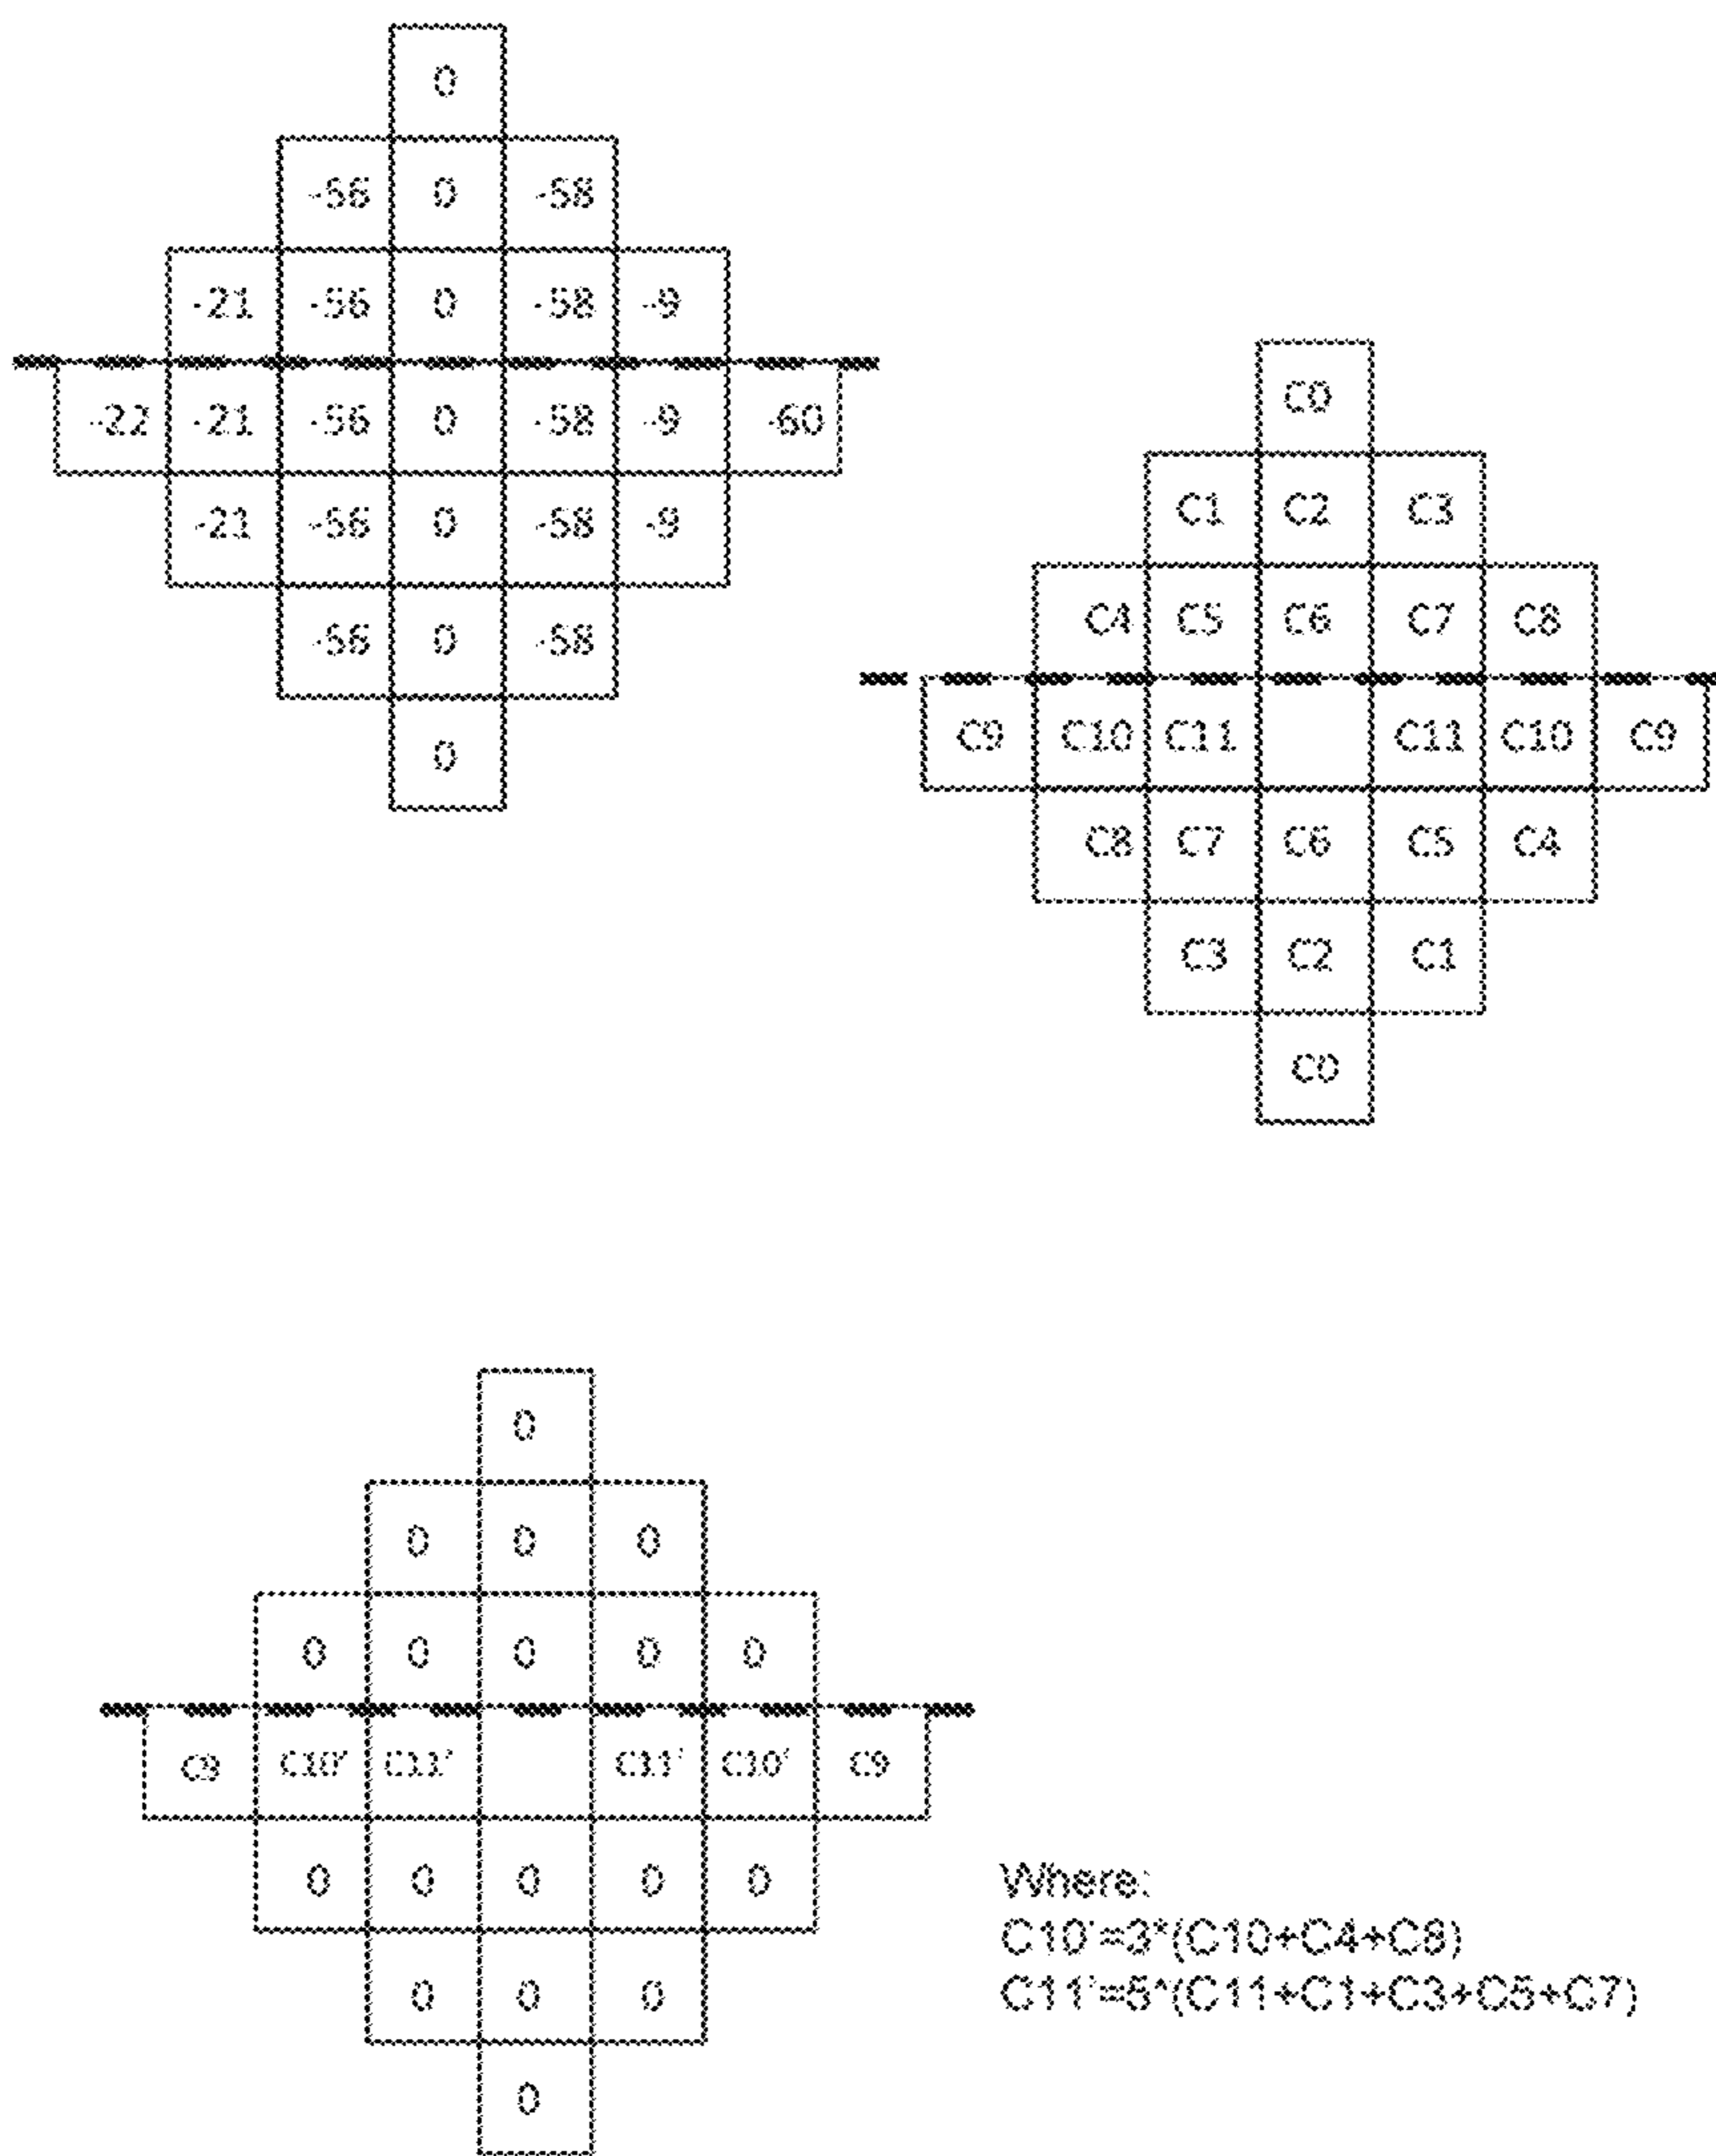 0
-56 0 -58
-21 -56 0 -58 -9
-22 -21 -56 0 -58 -9 -60
-21 -56 0 -58 -9
-56 0 -58
0
C0
C1 C2 C3
C4 C5 C6 C7 C8
C9 C10 C11 C11 C10 C9
C8 C7 C6 C5 C4
C3 C2 C1
C0
0
0 0 0
0 0 0 0 0
C9 C10' C11' C11' C10' C9
0 0 0 0 0
0 0 0
0
Where:
C10'=3*(C10+C4+C8)
C11'=5*(C11+C1+C3+C5+C7)